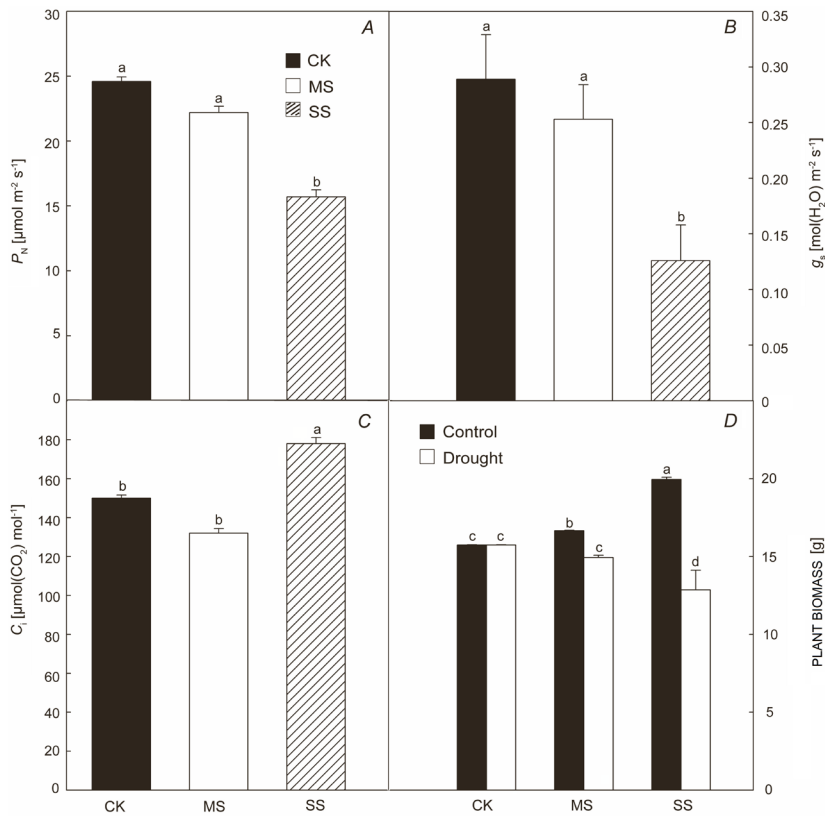 30
25
22
15
10
5
0
P_N [µmol m⁻² s⁻¹]
A
CK
MS
SS
a
a
b
B
a
a
b
0.35
0.30
0.25
0.20
0.15
0.10
0.05
0
g_s [mol(H₂O) m⁻² s⁻¹]
180
160
140
120
100
80
60
40
20
0
C_i [µmol(CO₂) mol⁻¹]
C
b
b
a
CK
MS
SS
D
Control
Drought
c
c
b
c
a
d
CK
MS
SS
20
15
10
5
0
PLANT BIOMASS [g]